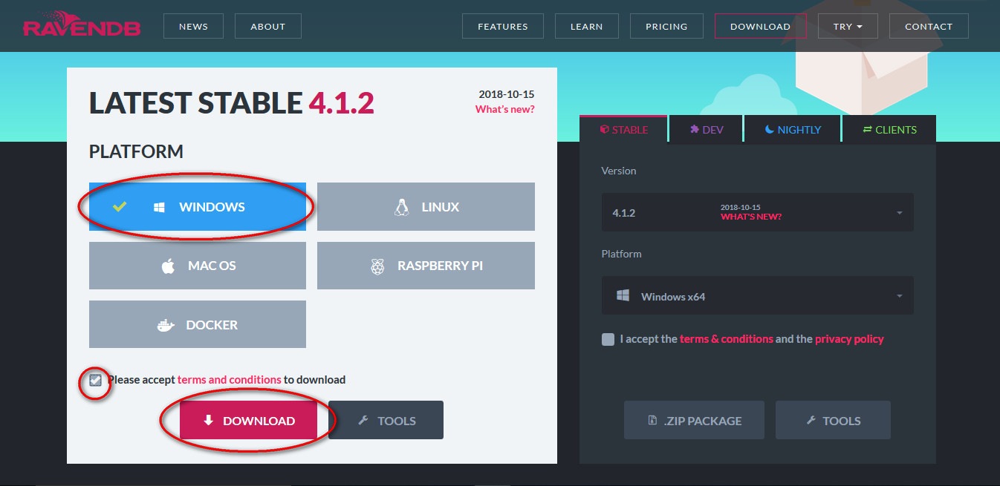 RAVENDB
NEWS
ABOUT
FEATURES
LEARN
PRICING
DOWNLOAD
TRY
CONTACT
LATEST STABLE 4.1.2
2018-10-15
What's new?
PLATFORM
WINDOWS
LINUX
MAC OS
RASPBERRY PI
DOCKER
Please accept terms and conditions to download
DOWNLOAD
TOOLS
STABLE
DEV
NIGHTLY
CLIENTS
Version
4.1.2
2018-10-15
WHAT'S NEW?
Platform
Windows x64
I accept the terms & conditions and the privacy policy
.ZIP PACKAGE
TOOLS